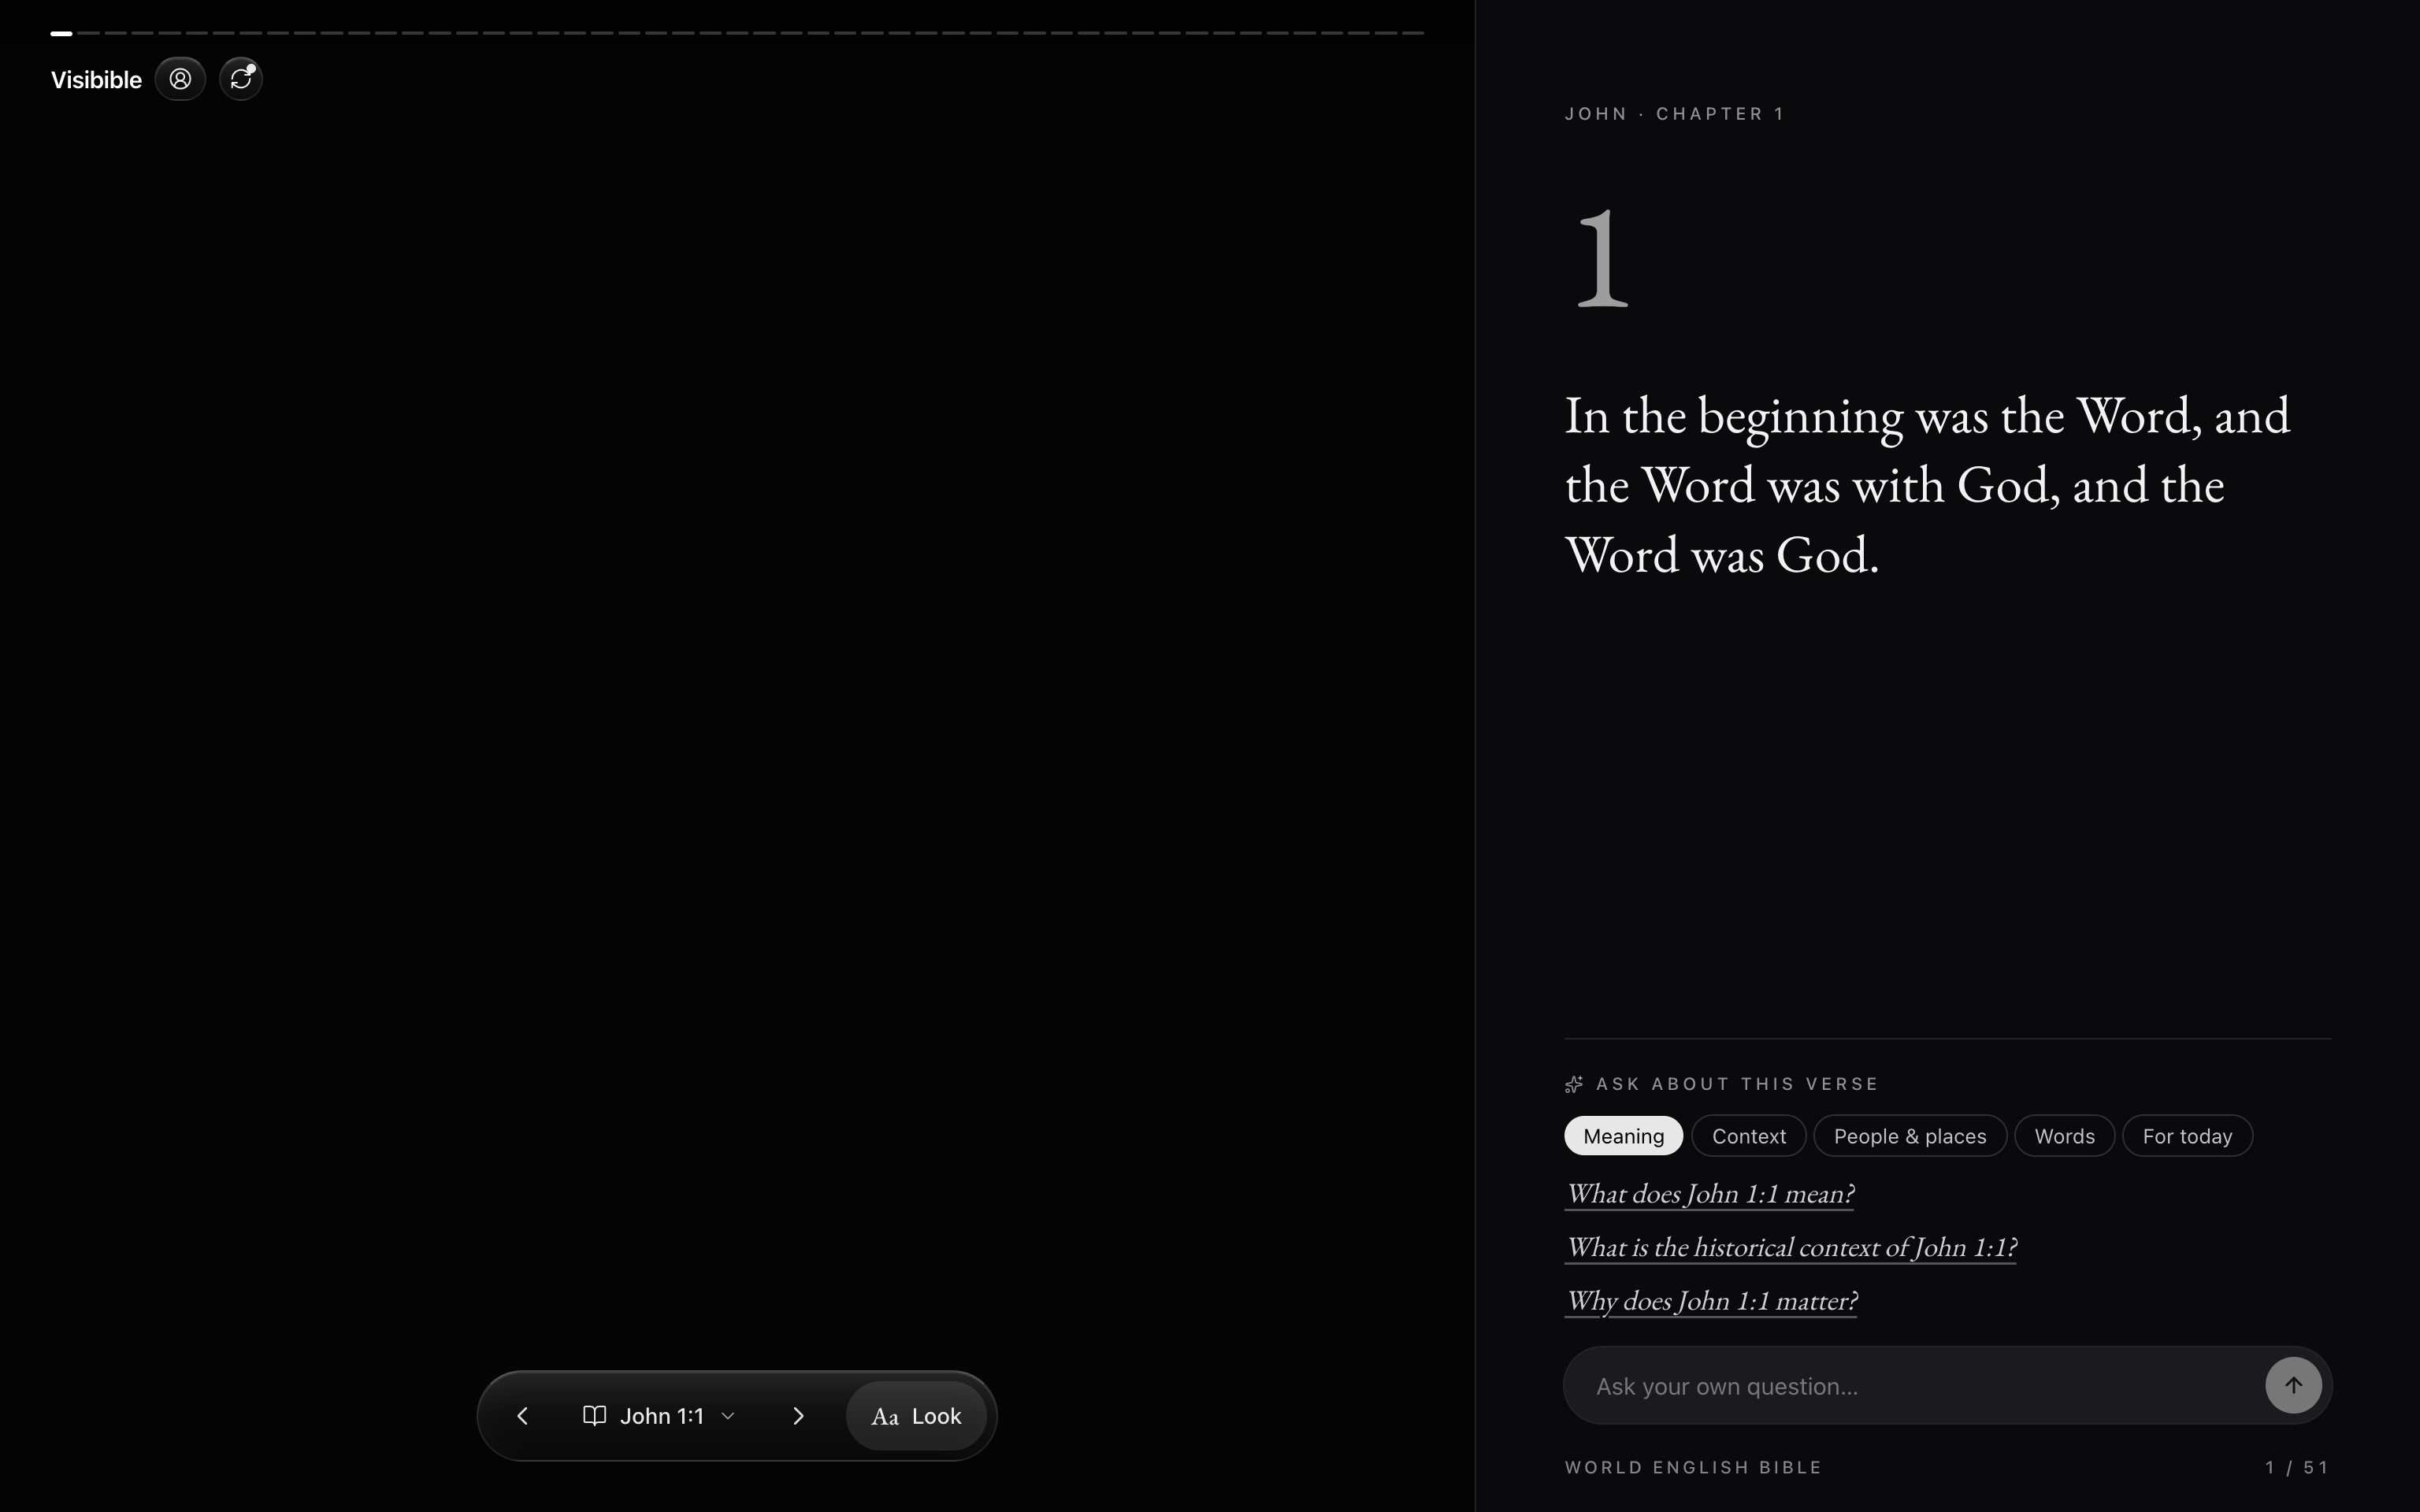 Visibible
JOHN · CHAPTER 1
1
In the beginning was the Word, and
the Word was with God, and the
Word was God.
ASK ABOUT THIS VERSE
Meaning
Context
People & places
Words
For today
What does John 1:1 mean?
What is the historical context of John 1:1?
Why does John 1:1 matter?
Ask your own question...
John 1:1
Aa Look
WORLD ENGLISH BIBLE
1 / 51